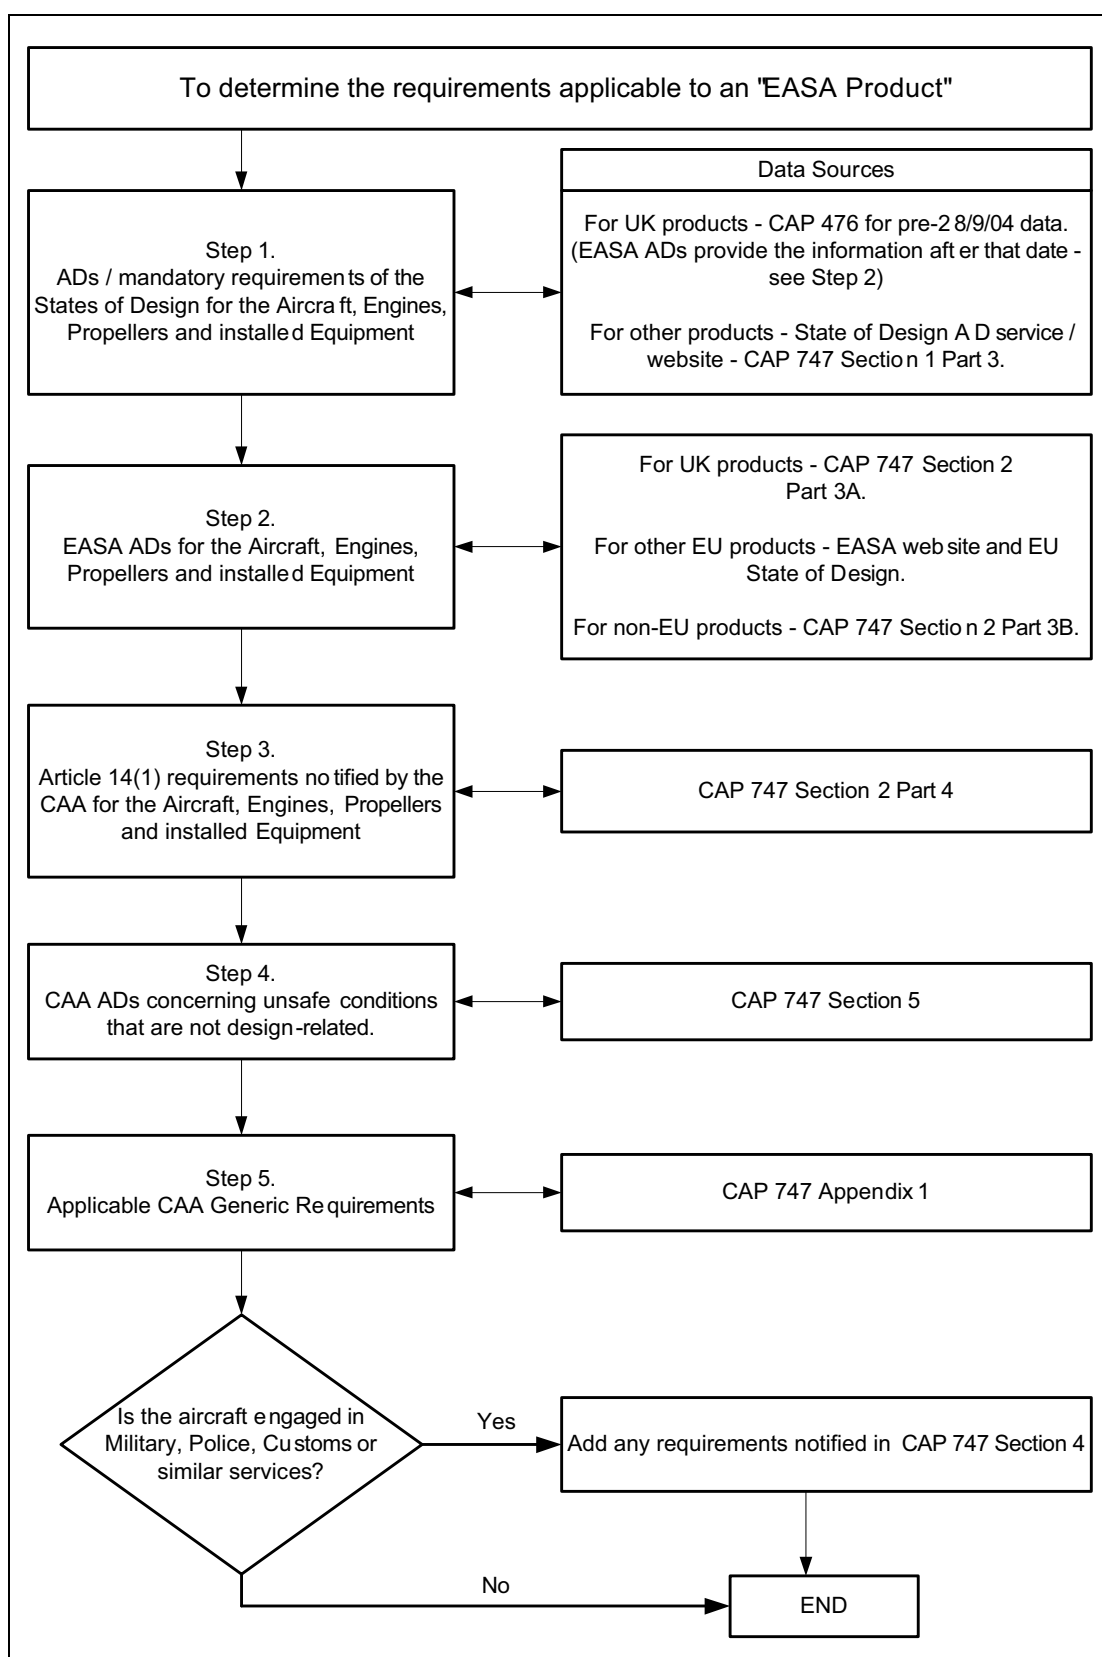 To determine the requirements applicable to an "EASA Product"
Step 1.
ADs / mandatory requirements of the
States of Design for the Aircraft, Engines,
Propellers and installed Equipment
Data Sources
For UK products - CAP 476 for pre-28/9/04 data.
(EASA ADs provide the information after that date -
see Step 2)
For other products - State of Design AD service /
website - CAP 747 Section 1 Part 3.
Step 2.
EASA ADs for the Aircraft, Engines,
Propellers and installed Equipment
For UK products - CAP 747 Section 2
Part 3A.
For other EU products - EASA website and EU
State of Design.
For non-EU products - CAP 747 Section 2 Part 3B.
Step 3.
Article 14(1) requirements notified by the
CAA for the Aircraft, Engines, Propellers
and installed Equipment
CAP 747 Section 2 Part 4
Step 4.
CAA ADs concerning unsafe conditions
that are not design-related.
CAP 747 Section 5
Step 5.
Applicable CAA Generic Requirements
CAP 747 Appendix 1
Is the aircraft engaged in
Military, Police, Customs or
similar services?
Yes
Add any requirements notified in CAP 747 Section 4
No
END